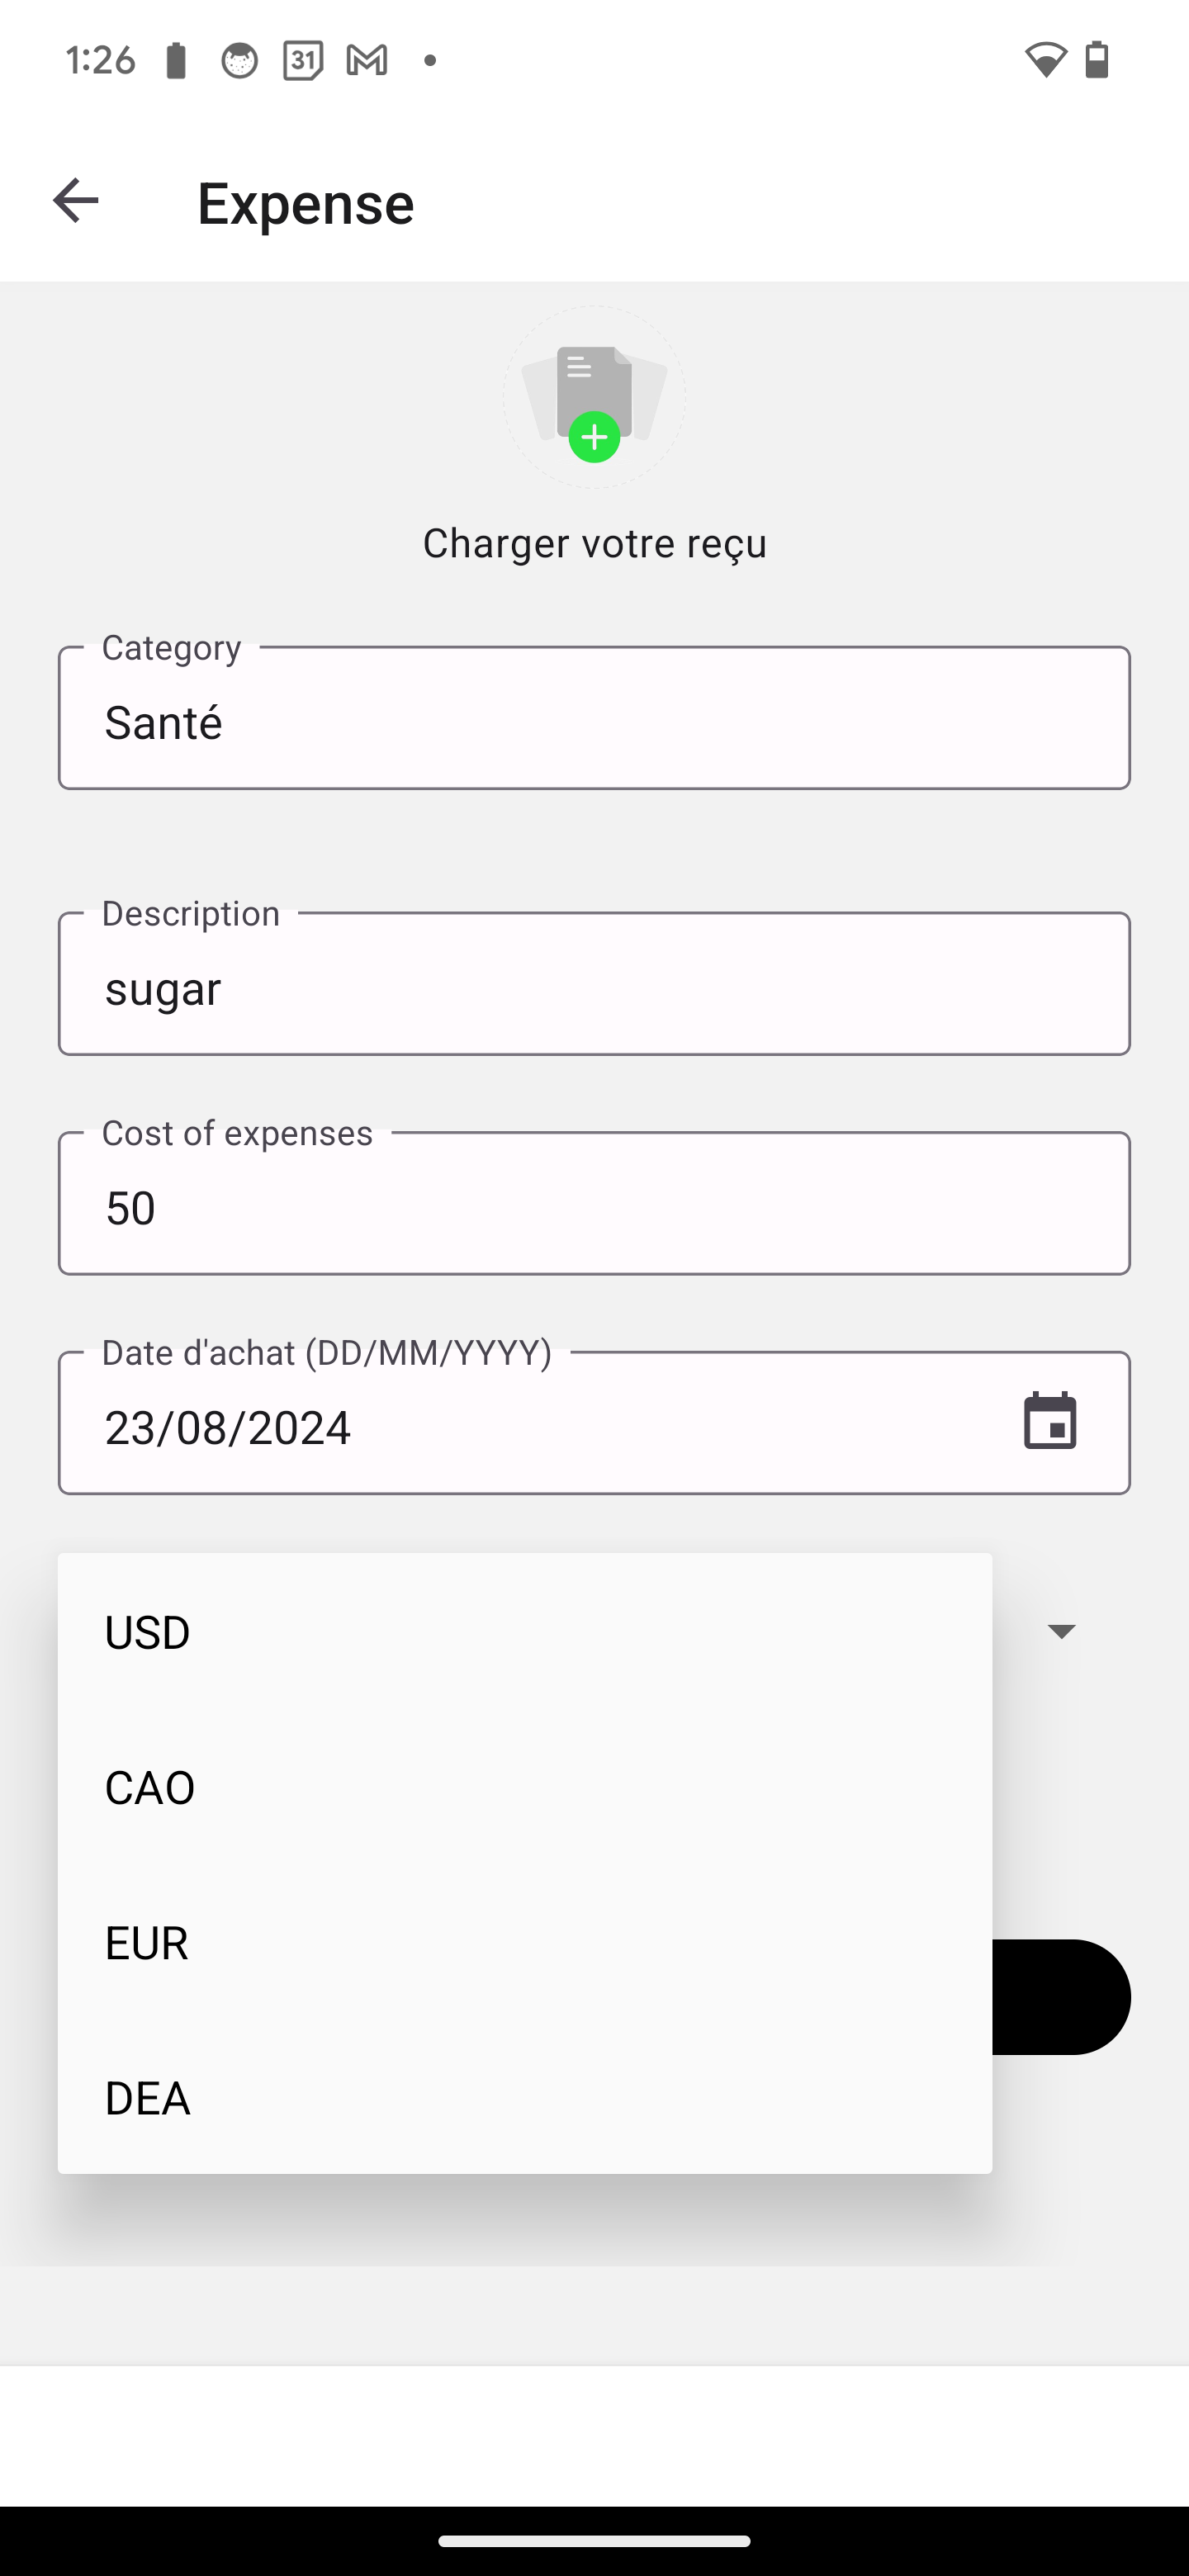 1:26
31
Expense
Charger votre reçu
Category
Santé
Description
sugar
Cost of expenses
50
Date d'achat (DD/MM/YYYY)
23/08/2024
USD
CAO
EUR
DEA